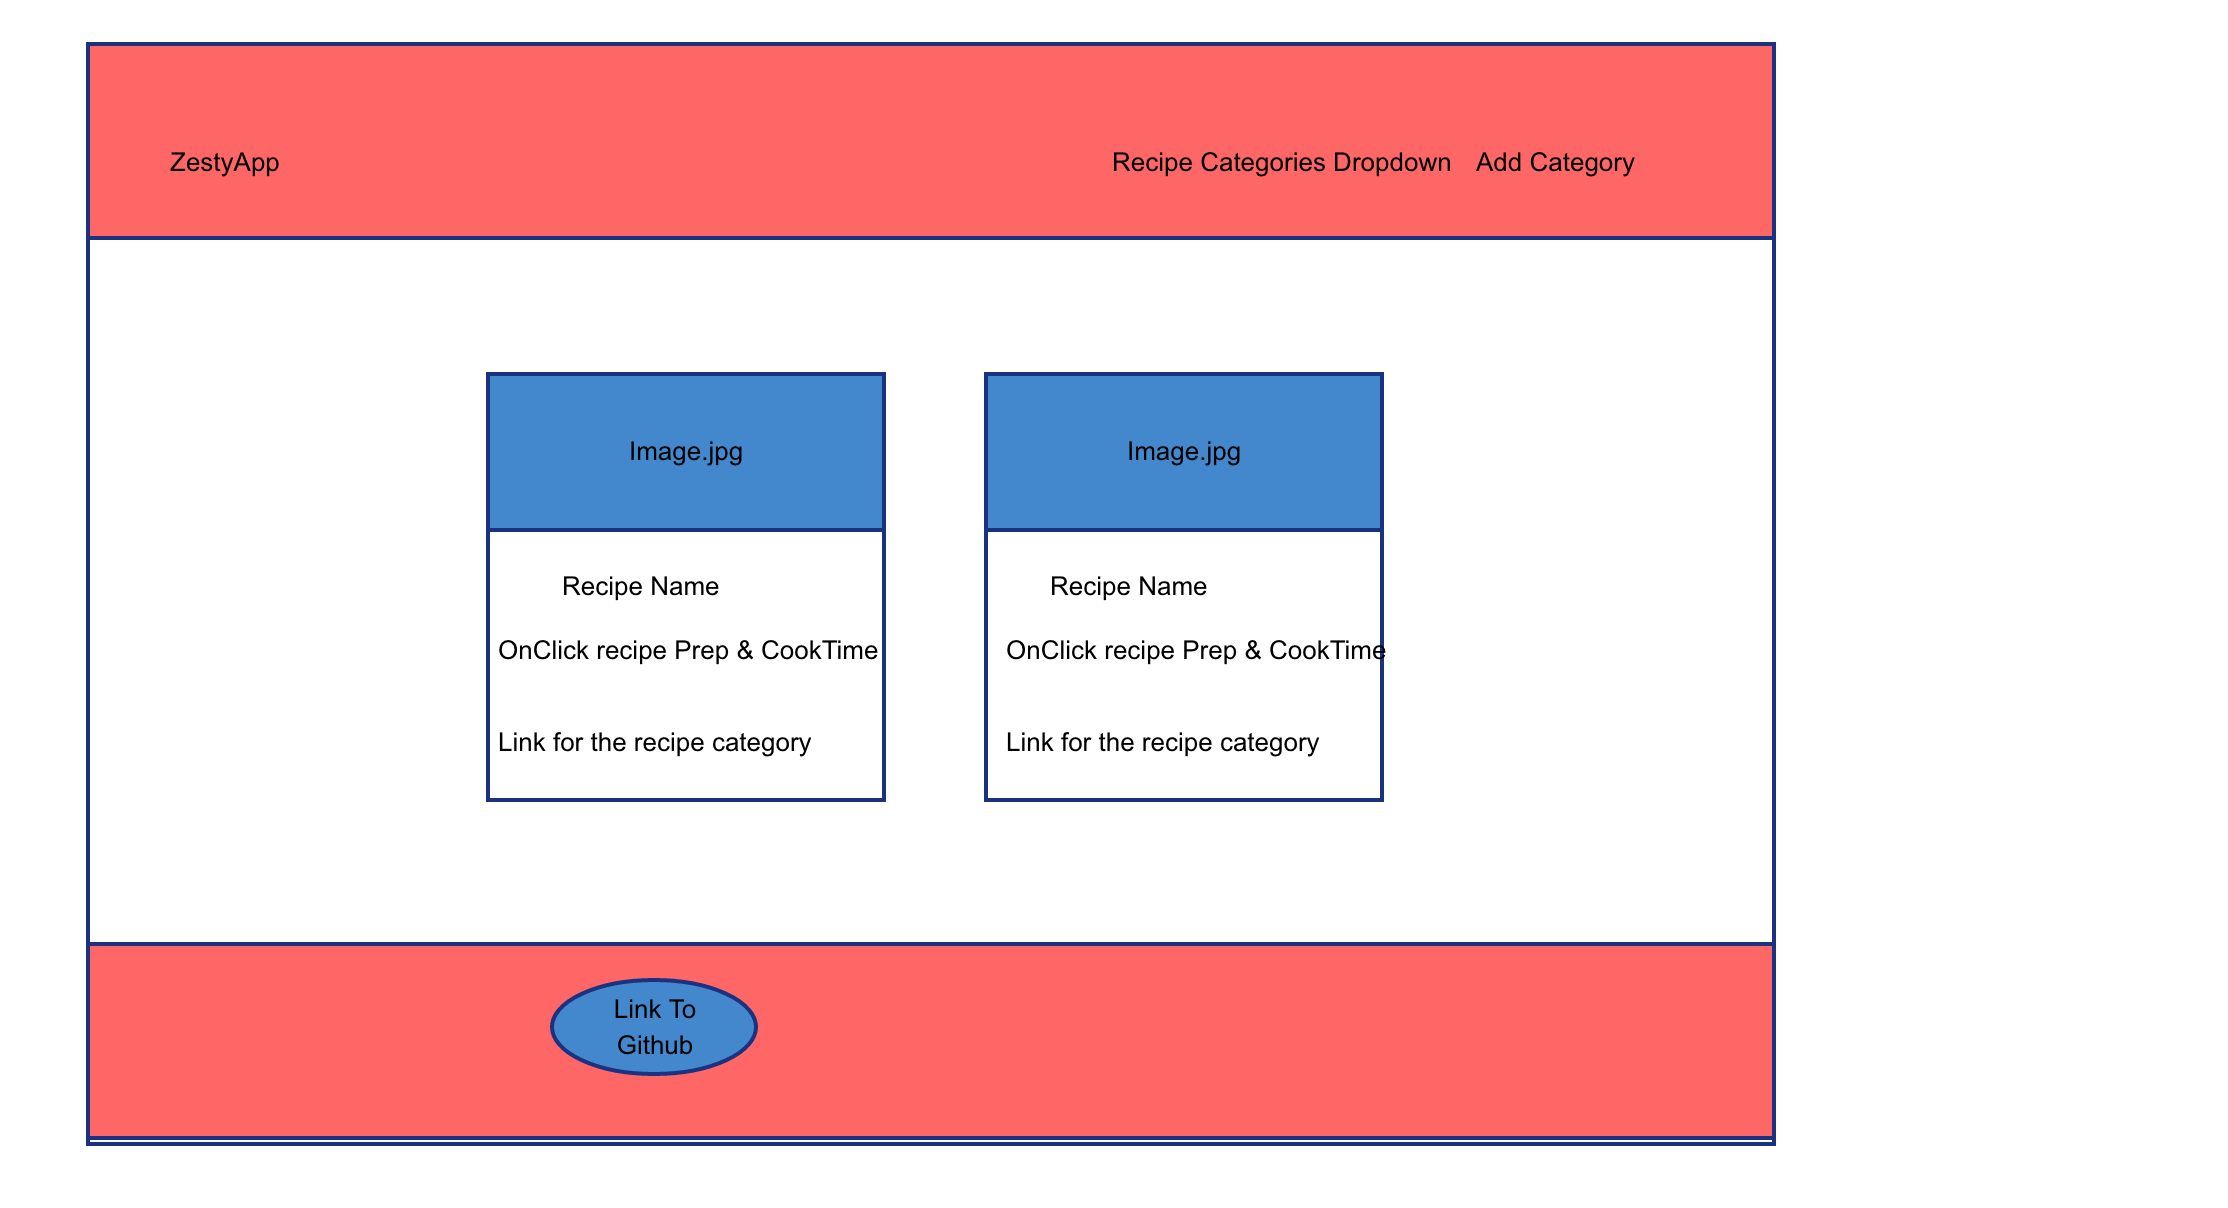 ZestyApp
Recipe Categories Dropdown
Add Category
Image.jpg
Recipe Name
OnClick recipe Prep & CookTime
Link for the recipe category
Image.jpg
Recipe Name
OnClick recipe Prep & CookTime
Link for the recipe category
Link To
Github